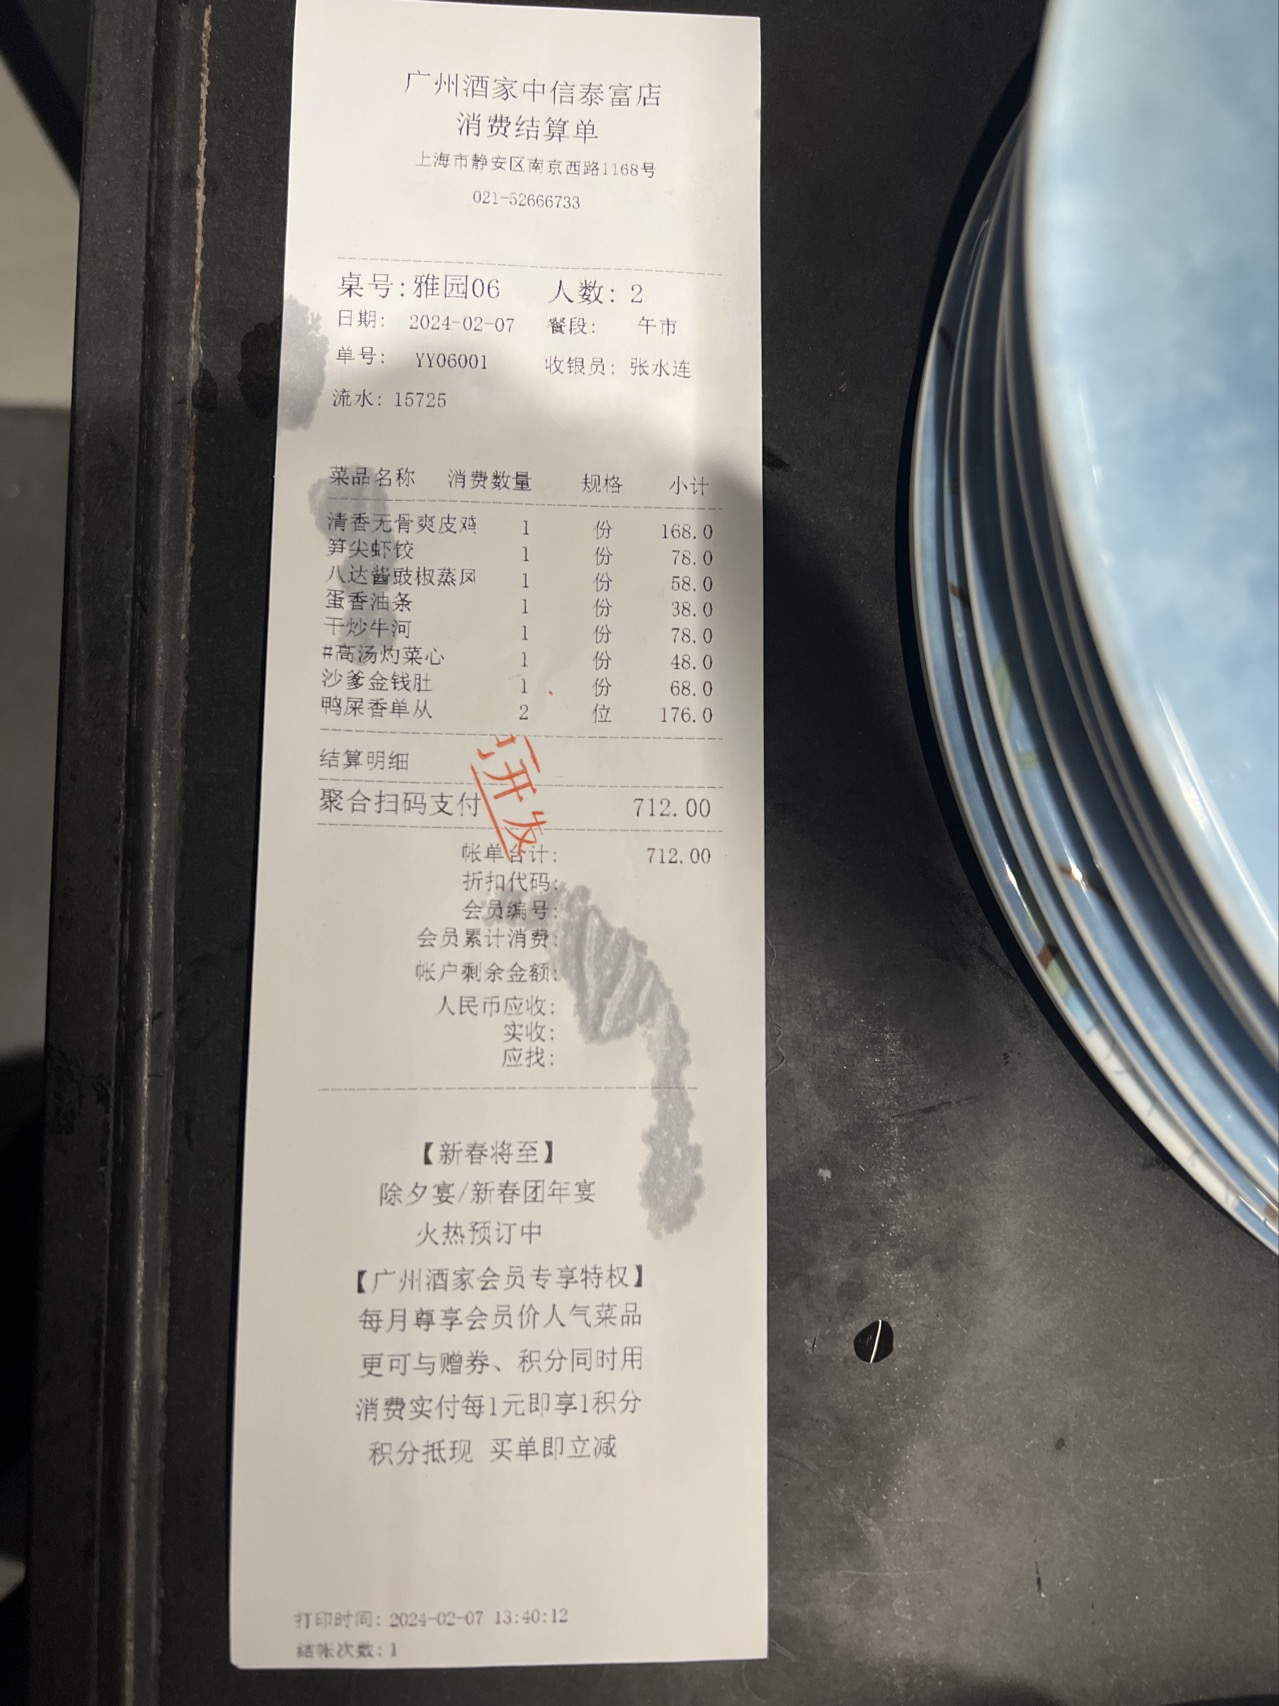 广州酒家中信泰富店
消费结算单
上海市静安区南京西路1168号
021-52666733
桌号:雅园06 人数: 2
日期: 2024-02-07 餐段: 午市
单号: YY06001 收银员: 张水连
流水: 15725
菜品名称 消费数量 规格 小计
清香无骨爽皮鸡 1 份 168.0
笋尖虾饺 1 份 78.0
八达酱豉椒蒸凤 1 份 58.0
蛋香油条 1 份 38.0
干炒牛河 1 份 78.0
#高汤灼菜心 1 份 48.0
沙爹金钱肚 1 份 68.0
鸭屎香单丛 2 位 176.0
结算明细
聚合扫码支付 712.00
已开发
帐单合计: 712.00
折扣代码:
会员编号:
会员累计消费:
帐户剩余金额:
人民币应收:
实收:
应找:
【新春将至】
除夕宴/新春团年宴
火热预订中
【广州酒家会员专享特权】
每月尊享会员价人气菜品
更可与赠券、积分同时用
消费实付每1元即享1积分
积分抵现 买单即立减
打印时间: 2024-02-07 13:40:12
结帐次数: 1